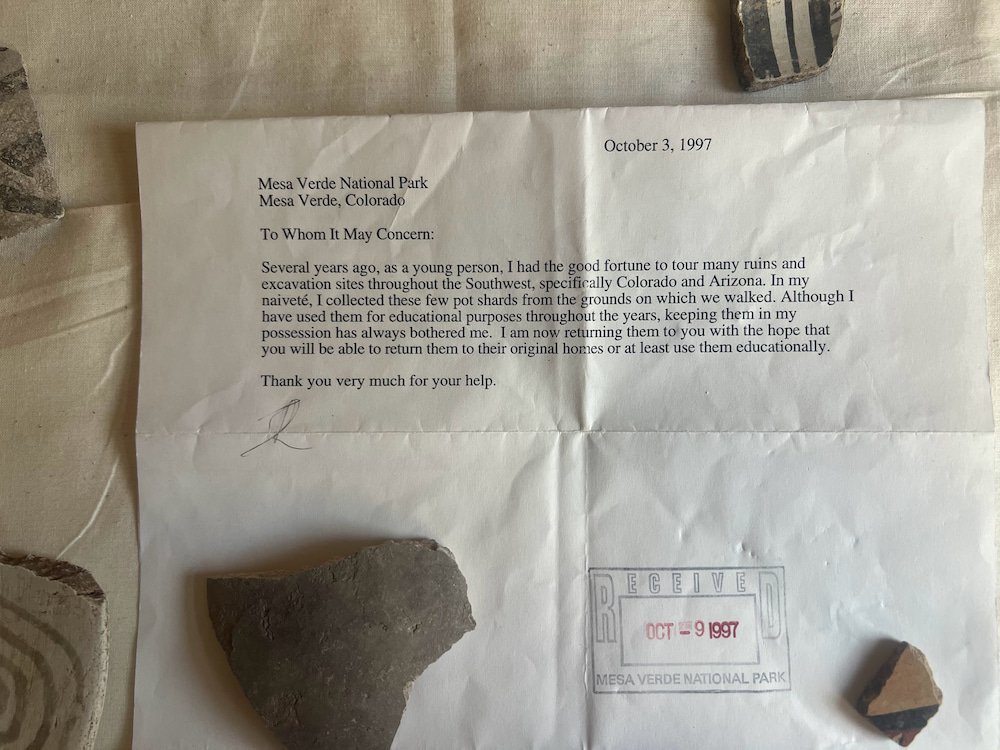 October 3, 1997
Mesa Verde National Park
Mesa Verde, Colorado
To Whom It May Concern:
Several years ago, as a young person, I had the good fortune to tour many ruins and
excavation sites throughout the Southwest, specifically Colorado and Arizona. In my
naiveté, I collected these few pot shards from the grounds on which we walked. Although I
have used them for educational purposes throughout the years, keeping them in my
possession has always bothered me. I am now returning them to you with the hope that
you will be able to return them to their original homes or at least use them educationally.
Thank you very much for your help.
RECEIVED
OCT - 9 1997
MESA VERDE NATIONAL PARK